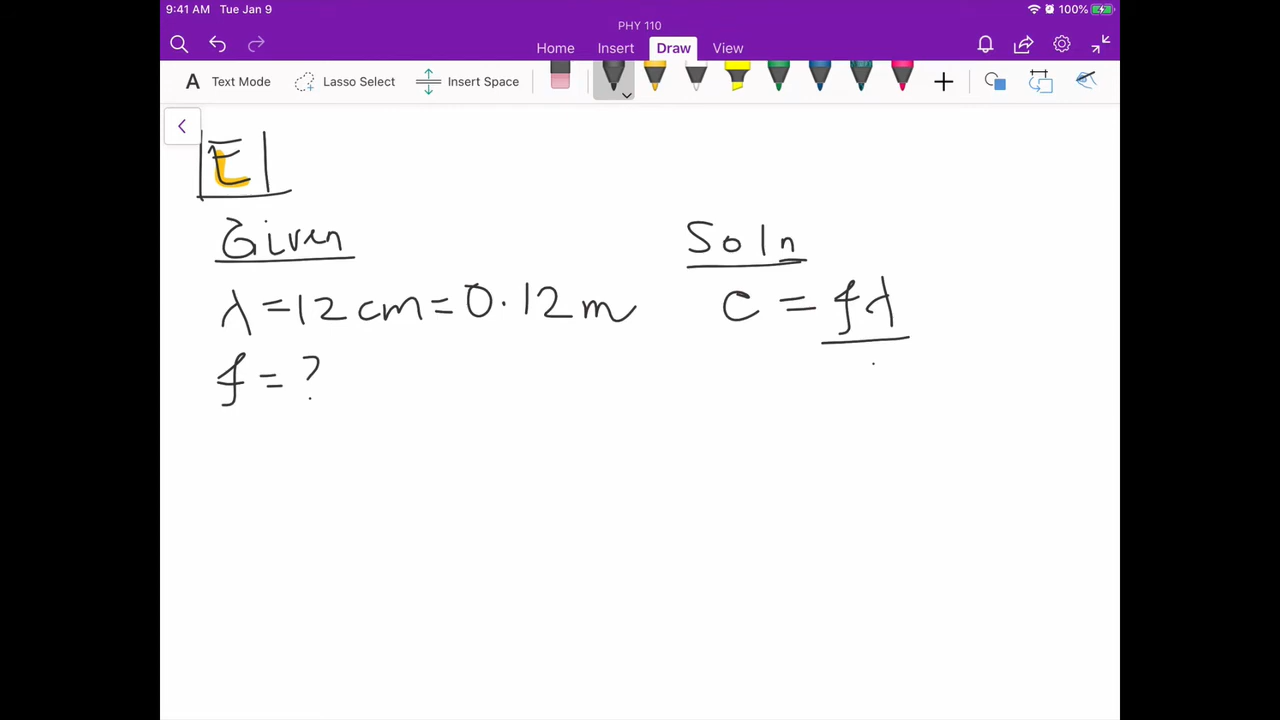 9:41 AM Tue Jan 9
100%
PHY 110
Home Insert Draw View
A Text Mode Lasso Select Insert Space
E
Given
λ = 12 cm = 0.12 m
f = ?
Soln
c = fλ